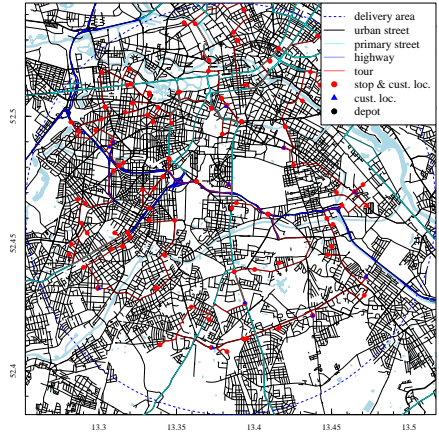 delivery area
urban street
primary street
highway
tour
stop & cust. loc.
cust. loc.
depot
52.5
52.45
52.4
13.3
13.35
13.4
13.45
13.5